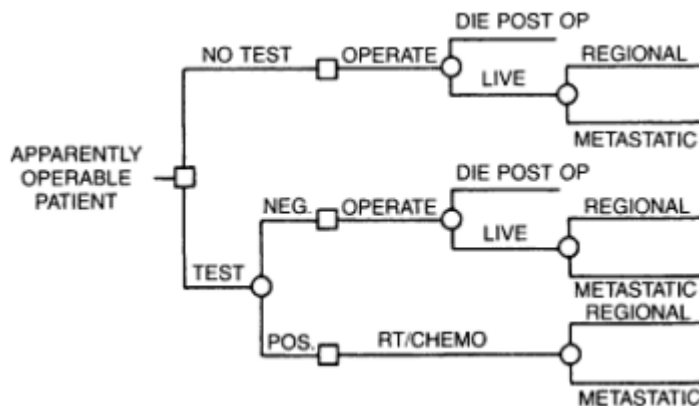 DIE POST OP
NO TEST
OPERATE
REGIONAL
LIVE
METASTATIC
APPARENTLY
OPERABLE
PATIENT
DIE POST OP
NEG.
OPERATE
REGIONAL
LIVE
TEST
METASTATIC
REGIONAL
POS.
RT/CHEMO
METASTATIC